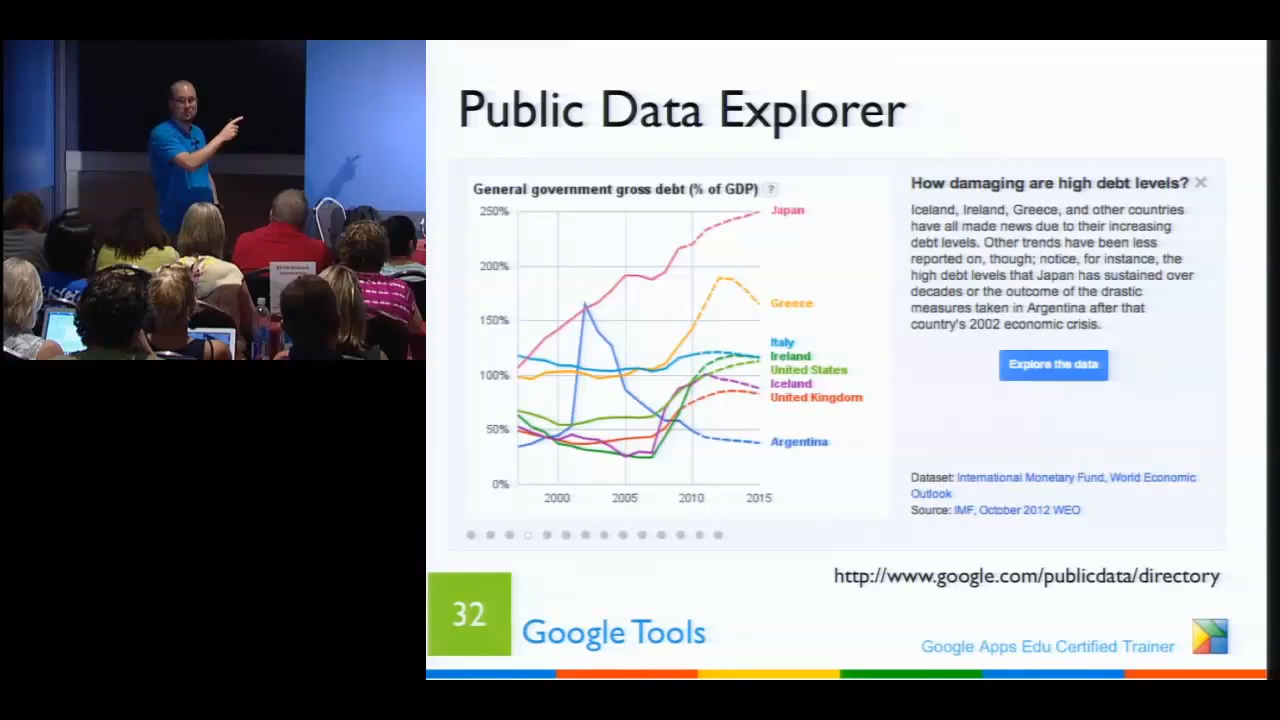 Public Data Explorer
General government gross debt (% of GDP) ?
250%
200%
150%
100%
50%
0%
2000 2005 2010 2015
Japan
Greece
Italy
Ireland
United States
Iceland
United Kingdom
Argentina
How damaging are high debt levels?
Iceland, Ireland, Greece, and other countries
have all made news due to their increasing
debt levels. Other trends have been less
reported on, though; notice, for instance, the
high debt levels that Japan has sustained over
decades or the outcome of the drastic
measures taken in Argentina after that
country's 2002 economic crisis.
Explore the data
Dataset: International Monetary Fund, World Economic
Outlook
Source: IMF, October 2012 WEO
http://www.google.com/publicdata/directory
32
Google Tools
Google Apps Edu Certified Trainer